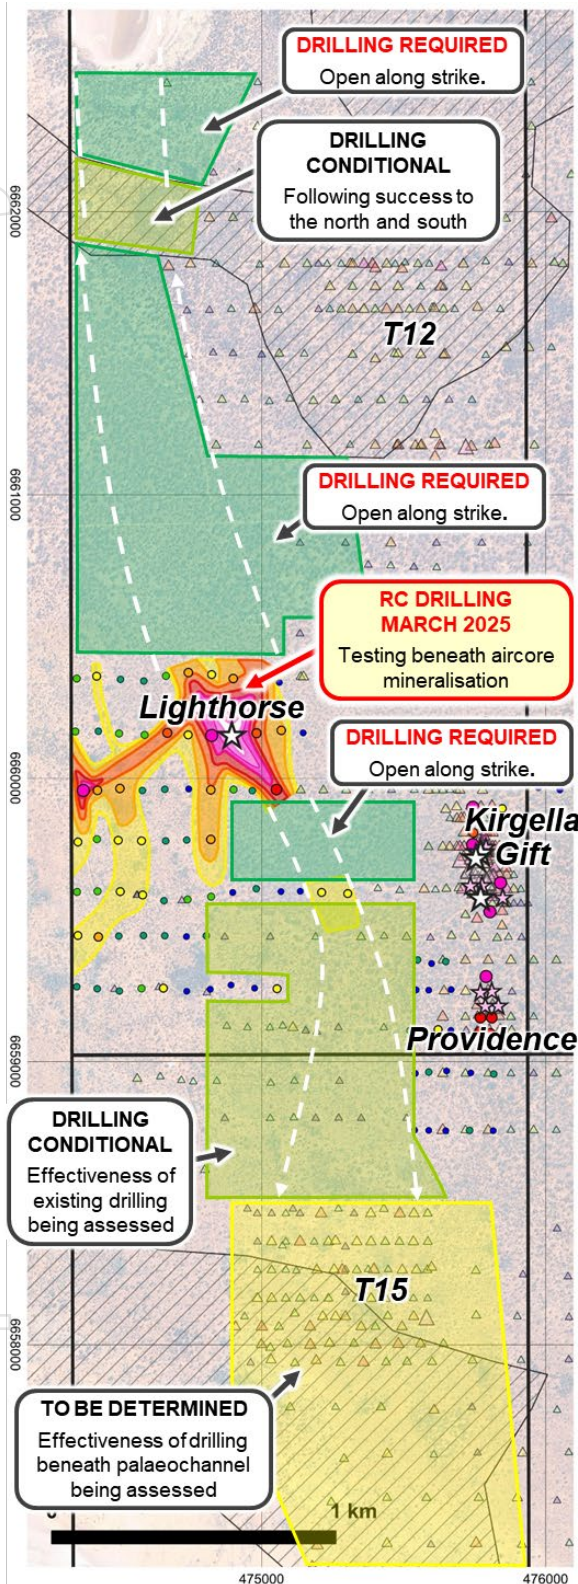 DRILLING REQUIRED
Open along strike.
DRILLING
CONDITIONAL
Following success to
the north and south
6662000
T12
6661000
DRILLING REQUIRED
Open along strike.
RC DRILLING
MARCH 2025
Testing beneath aircore
mineralisation
Lighthorse
DRILLING REQUIRED
Open along strike.
6660000
Kirgella
Gift
Providence
6659000
DRILLING
CONDITIONAL
Effectiveness of
existing drilling
being assessed
T15
6658000
TO BE DETERMINED
Effectiveness of drilling
beneath palaeochannel
being assessed
1 km
475000
476000